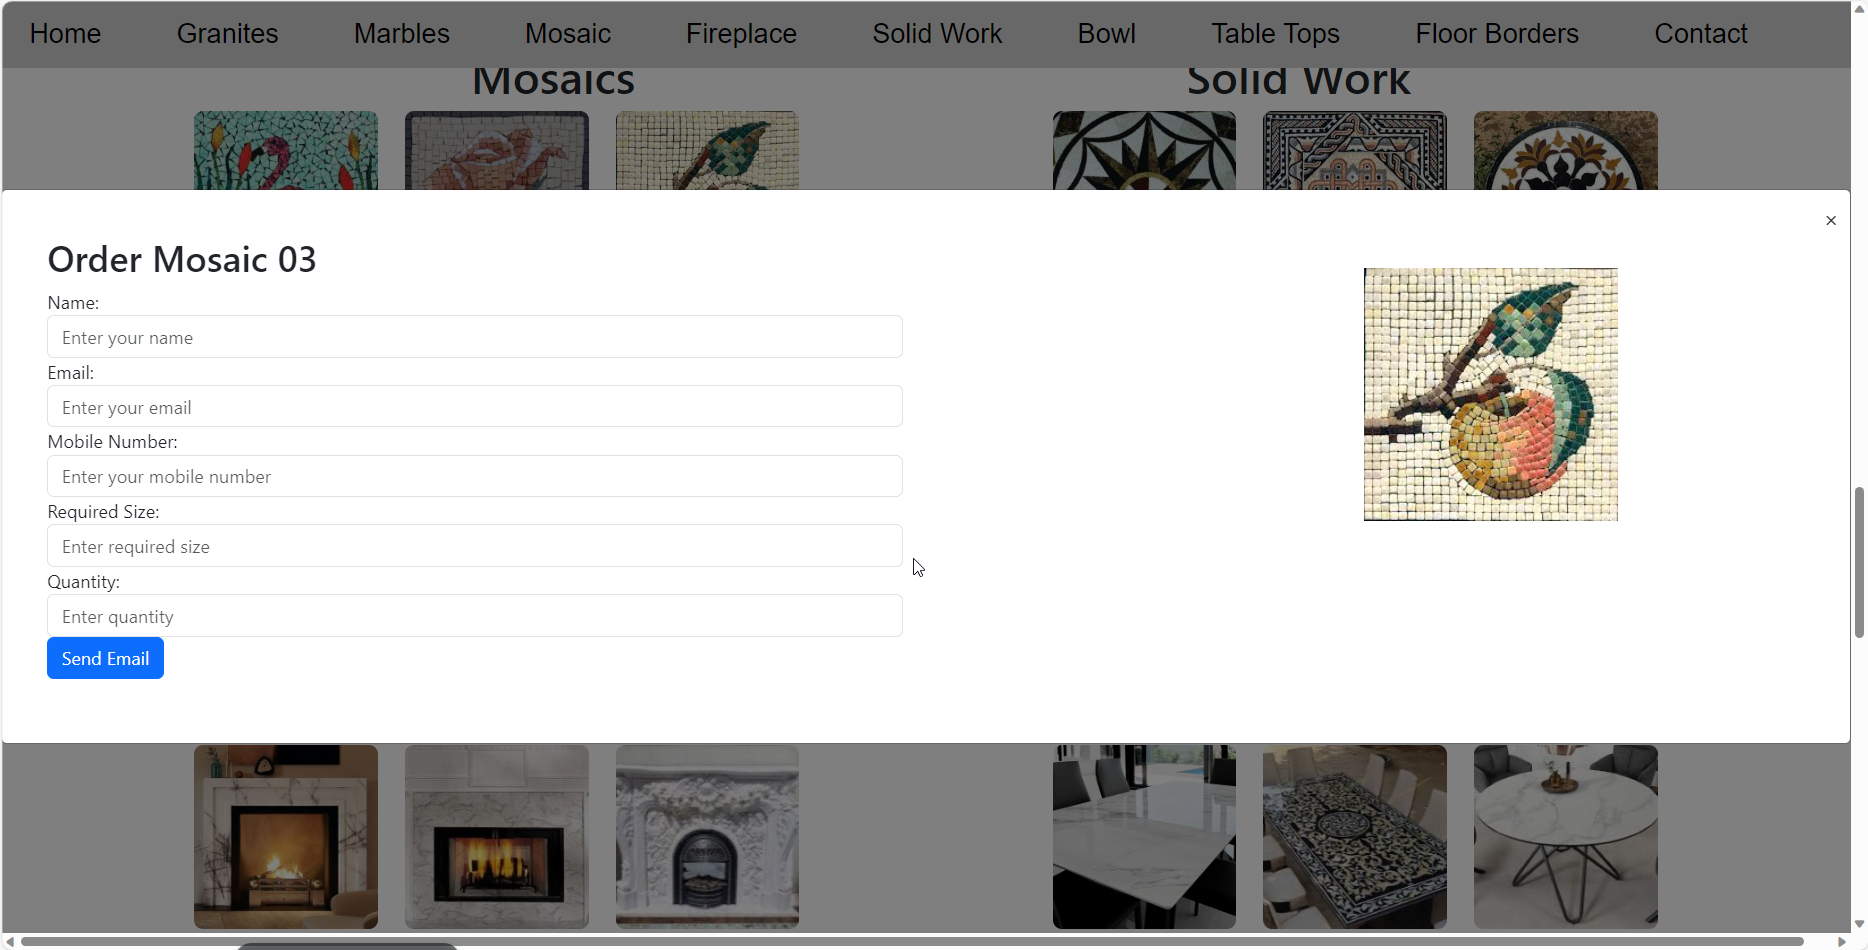 Home Granites Marbles Mosaic Fireplace Solid Work Bowl Table Tops Floor Borders Contact
Mosaics Solid Work
×
Order Mosaic 03
Name:
Enter your name
Email:
Enter your email
Mobile Number:
Enter your mobile number
Required Size:
Enter required size
Quantity:
Enter quantity
Send Email